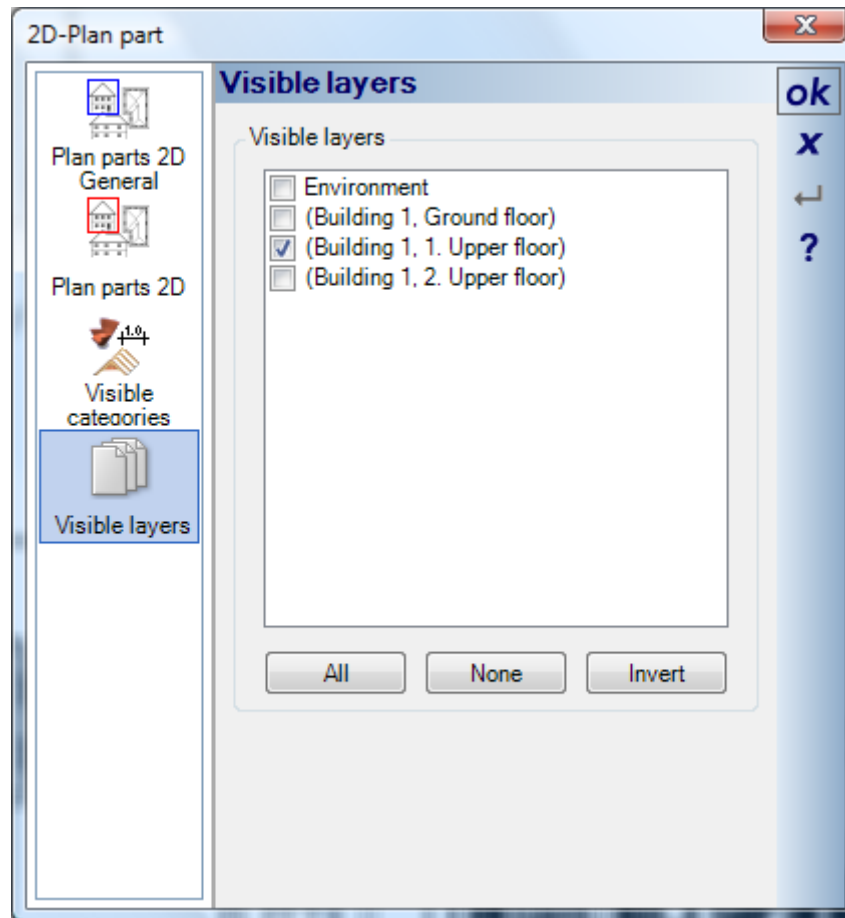 2D-Plan part
Plan parts 2D
General
Plan parts 2D
1.0
Visible
categories
Visible layers
Visible layers
ok
x
?
Visible layers
Environment
(Building 1, Ground floor)
(Building 1, 1. Upper floor)
(Building 1, 2. Upper floor)
All
None
Invert